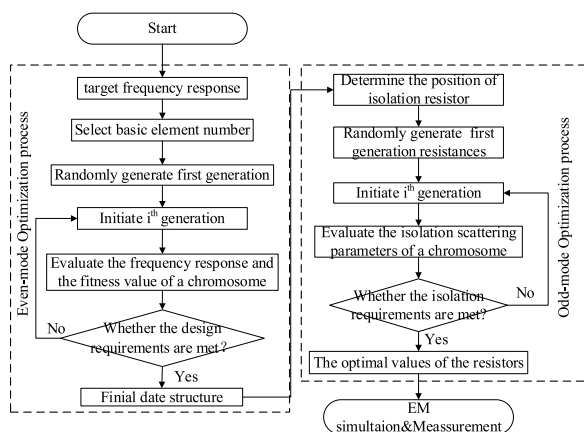 Start
Even-mode Optimization process
target frequency response
Select basic element number
Randomly generate first generation
Initiate iᵗʰ generation
Evaluate the frequency response and
the fitness value of a chromosome
No
Whether the design
requirements are met?
Yes
Finial date structure
Odd-mode Optimization process
Determine the position of
isolation resistor
Randomly generate first
generation resistances
Initiate iᵗʰ generation
Evaluate the isolation scattering
parameters of a chromosome
No
Whether the isolation
requirements are met?
Yes
The optimal values of the resistors
EM
simultaion&Meassurement